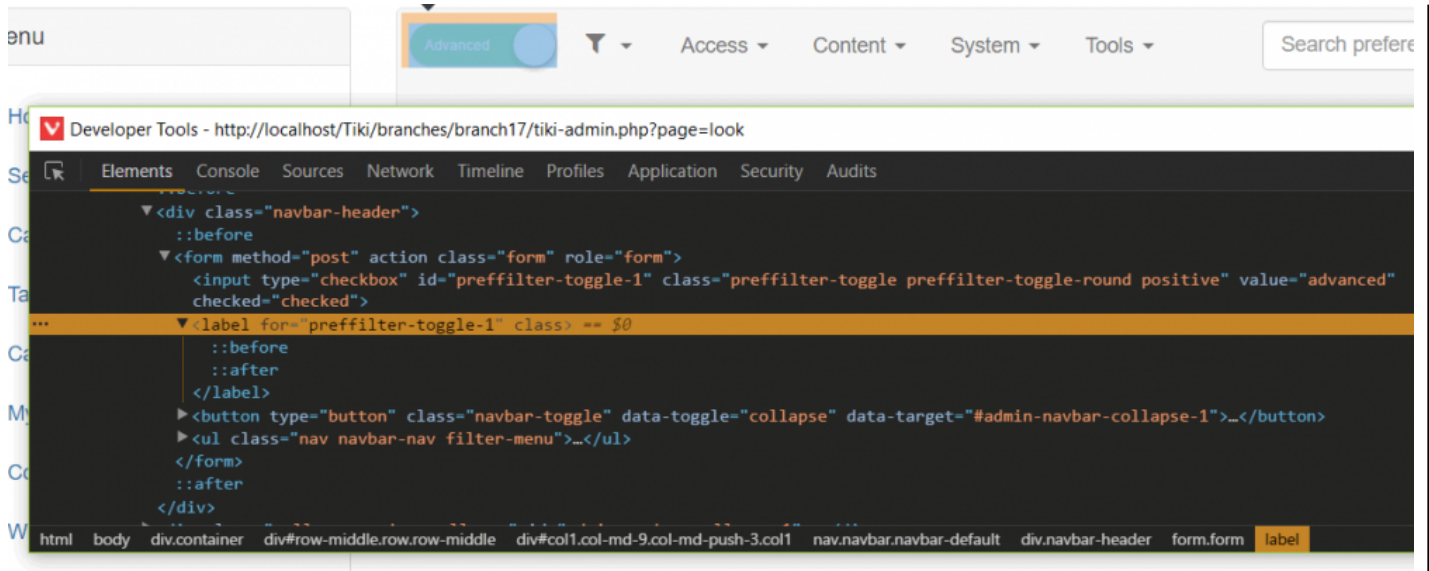 enu
Advanced
Access
Content
System
Tools
Search prefere
Ho
Se
Ca
Ta
Ca
My
Co
W
Developer Tools - http://localhost/Tiki/branches/branch17/tiki-admin.php?page=look
Elements Console Sources Network Timeline Profiles Application Security Audits
<div class="navbar-header">
::before
<form method="post" action class="form" role="form">
<input type="checkbox" id="preffilter-toggle-1" class="preffilter-toggle preffilter-toggle-round positive" value="advanced"
checked="checked">
... <label for="preffilter-toggle-1" class> == $0
::before
::after
</label>
<button type="button" class="navbar-toggle" data-toggle="collapse" data-target="#admin-navbar-collapse-1">…</button>
<ul class="nav navbar-nav filter-menu">…</ul>
</form>
::after
</div>
html body div.container div#row-middle.row.row-middle div#col1.col-md-9.col-md-push-3.col1 nav.navbar.navbar-default div.navbar-header form.form label